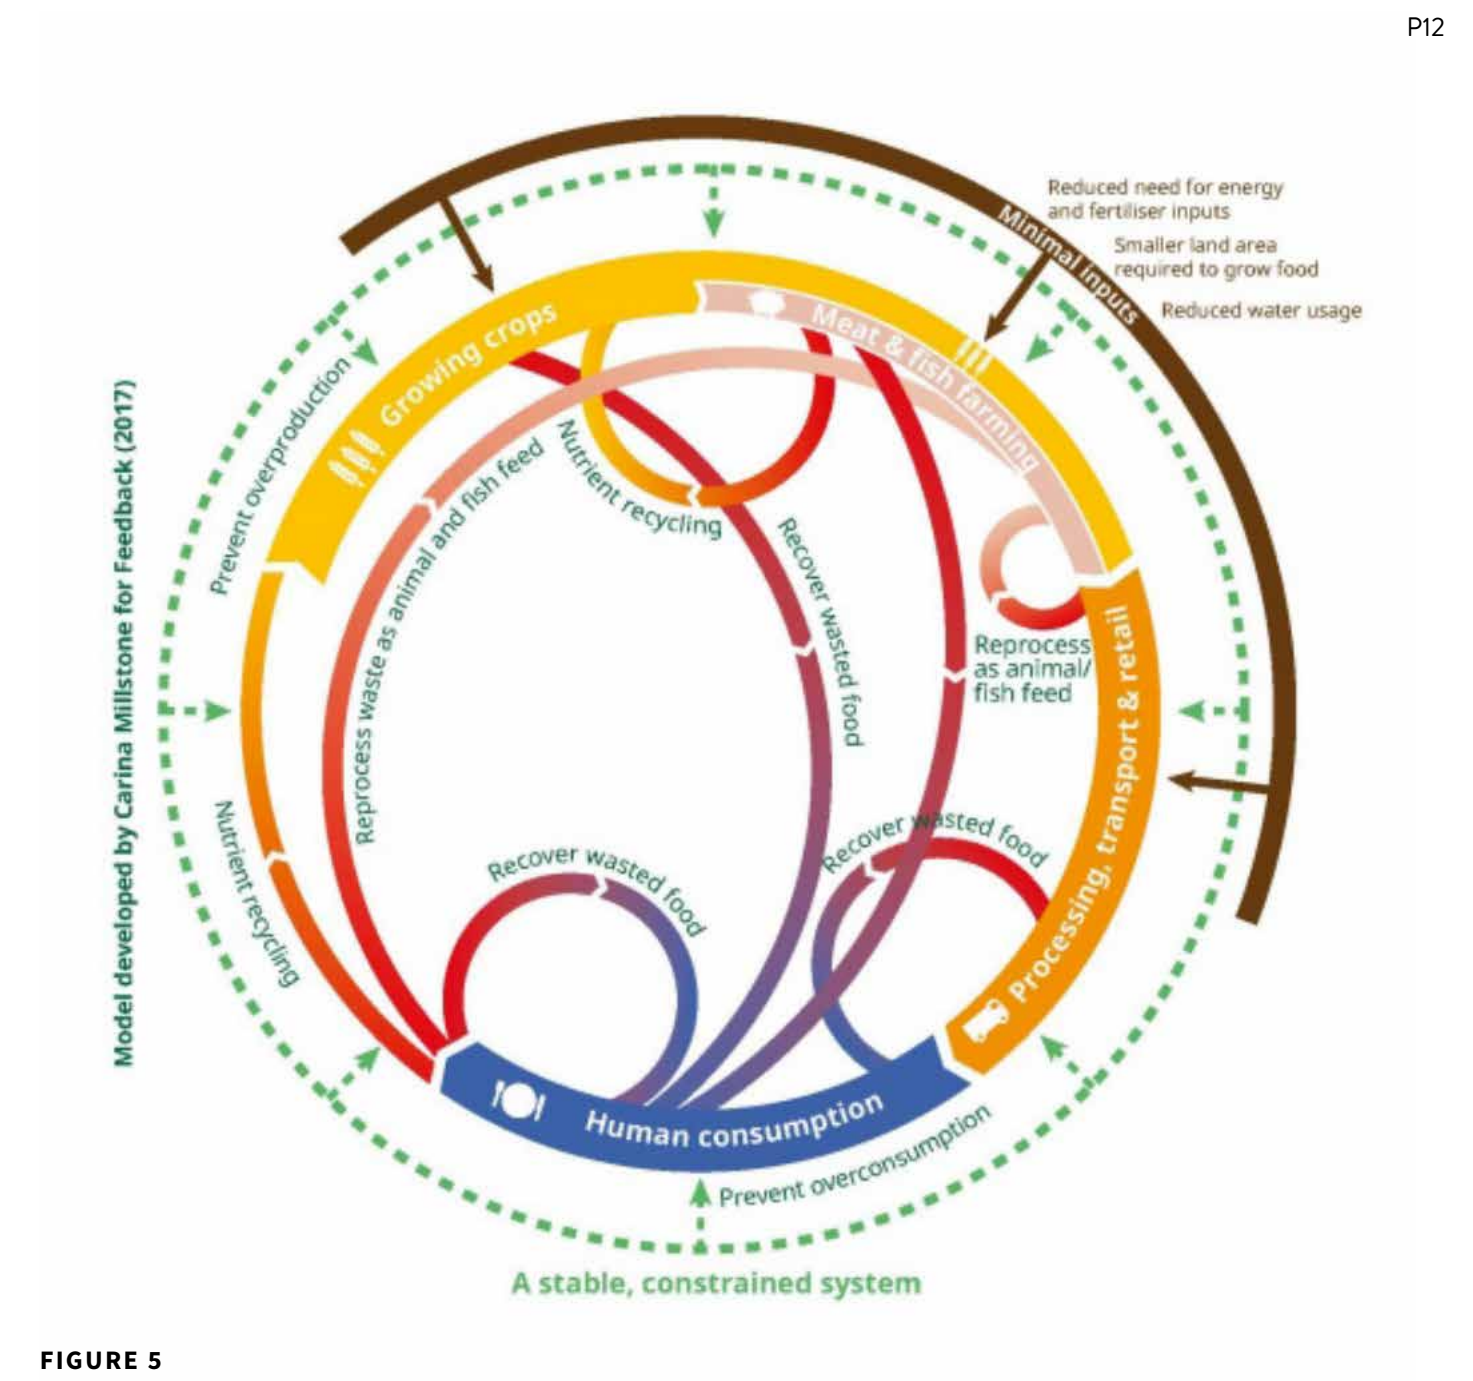 P12
Reduced need for energy
and fertiliser inputs
Minimal inputs
Smaller land area
required to grow food
Reduced water usage
Growing crops
Meat & fish farming
Prevent overproduction
Model developed by Carina Millstone for Feedback (2017)
Reprocess waste as animal and fish feed
Nutrient recycling
Recover wasted food
Reprocess
as animal/
fish feed
Processing, transport & retail
Nutrient recycling
Recover wasted food
Recover wasted food
Human consumption
Prevent overconsumption
A stable, constrained system
FIGURE 5